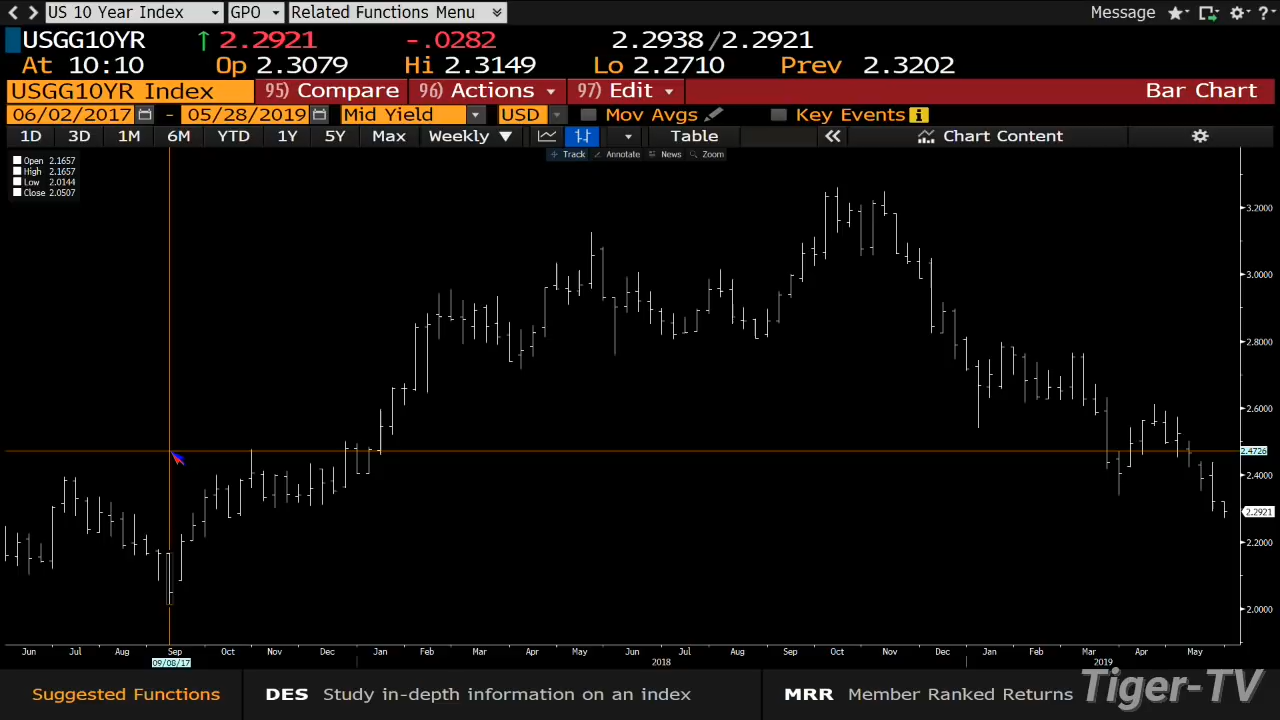 US 10 Year Index GPO Related Functions Menu Message
USGG10YR ↑ 2.2921 -.0282 2.2938/2.2921
At 10:10 Op 2.3079 Hi 2.3149 Lo 2.2710 Prev 2.3202
USGG10YR Index 95) Compare 96) Actions 97) Edit Bar Chart
06/02/2017 - 05/28/2019 Mid Yield USD Mov Avgs Key Events
1D 3D 1M 6M YTD 1Y 5Y Max Weekly Table Chart Content
Track Annotate News Zoom
Open 2.1657
High 2.1657
Low 2.0144
Close 2.0507
3.2000
3.0000
2.8000
2.6000
2.4726
2.4000
2.2921
2.2000
2.0000
Jun Jul Aug Sep Oct Nov Dec Jan Feb Mar Apr May Jun Jul Aug Sep Oct Nov Dec Jan Feb Mar Apr May
09/08/17 2018 2019
Suggested Functions DES Study in-depth information on an index MRR Member Ranked Returns
Tiger-TV